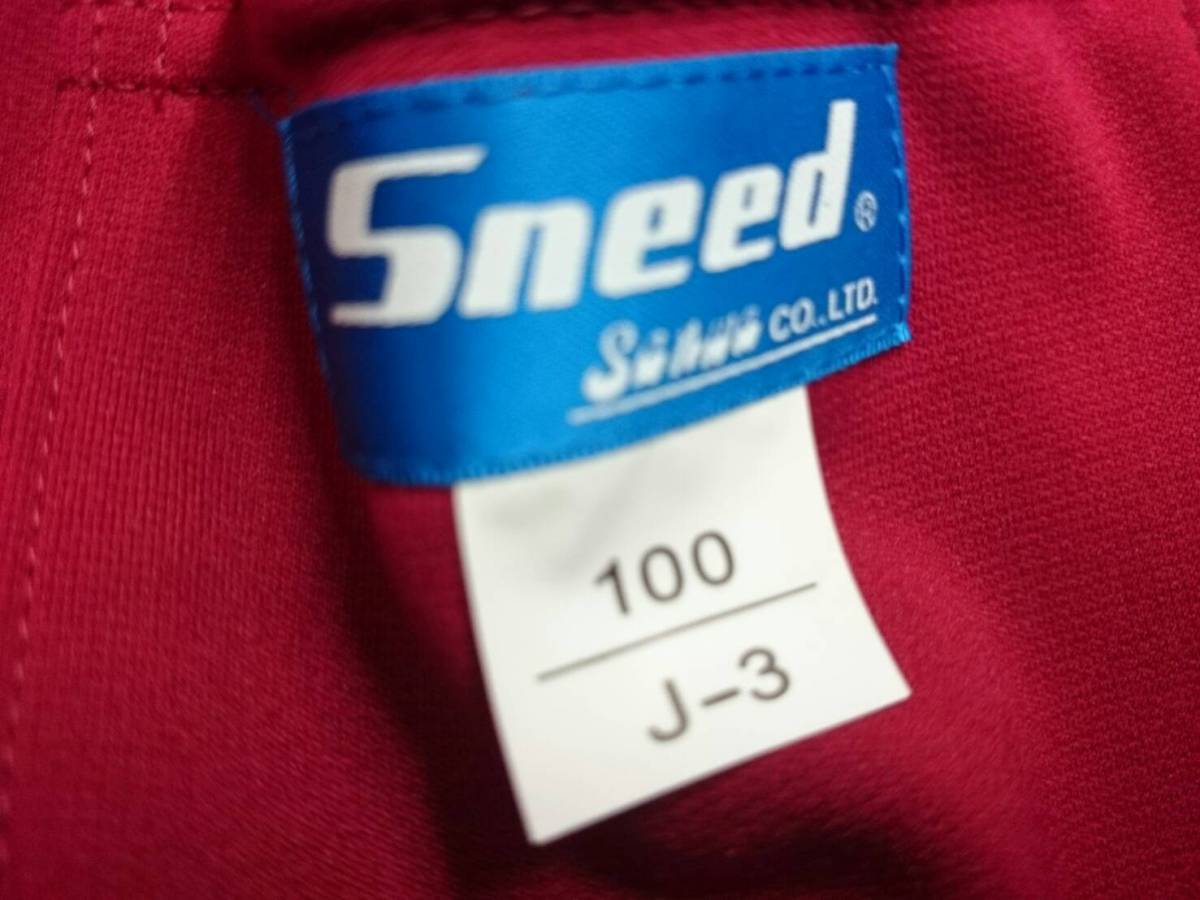 Sneed®
CO.,LTD.
100
J-3